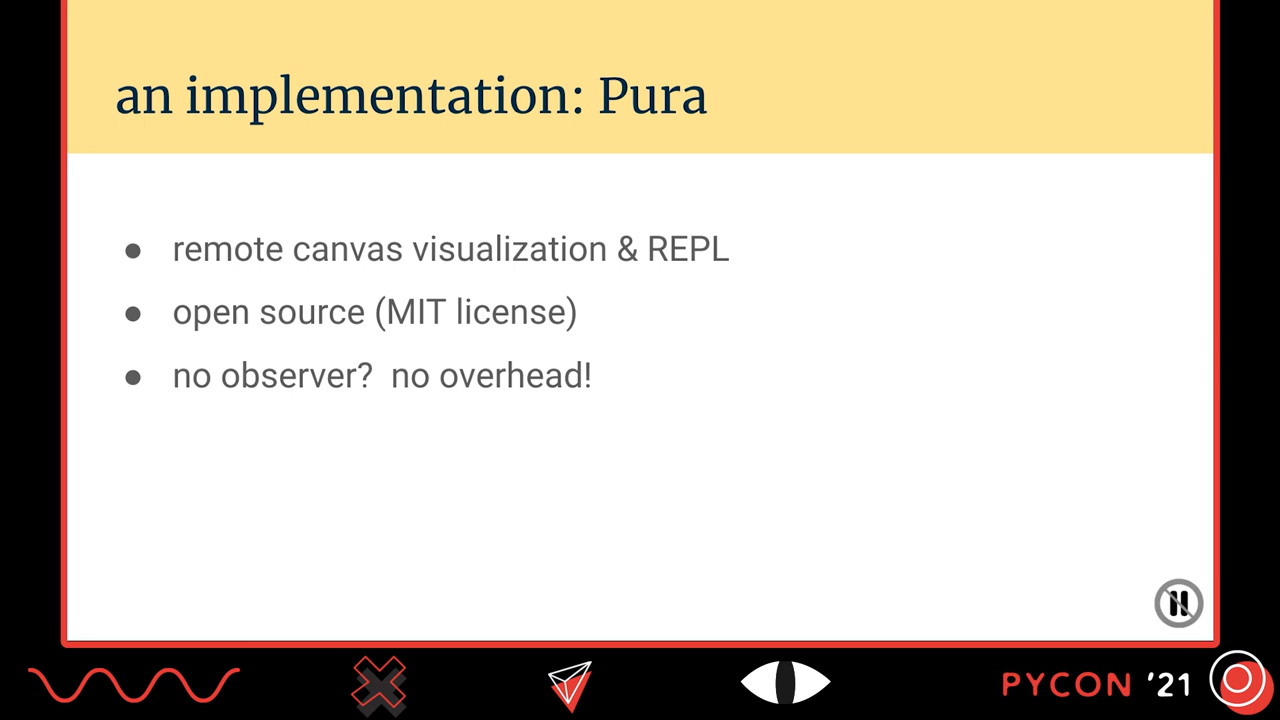 an implementation: Pura
● remote canvas visualization & REPL
● open source (MIT license)
● no observer?  no overhead!
PYCON '21